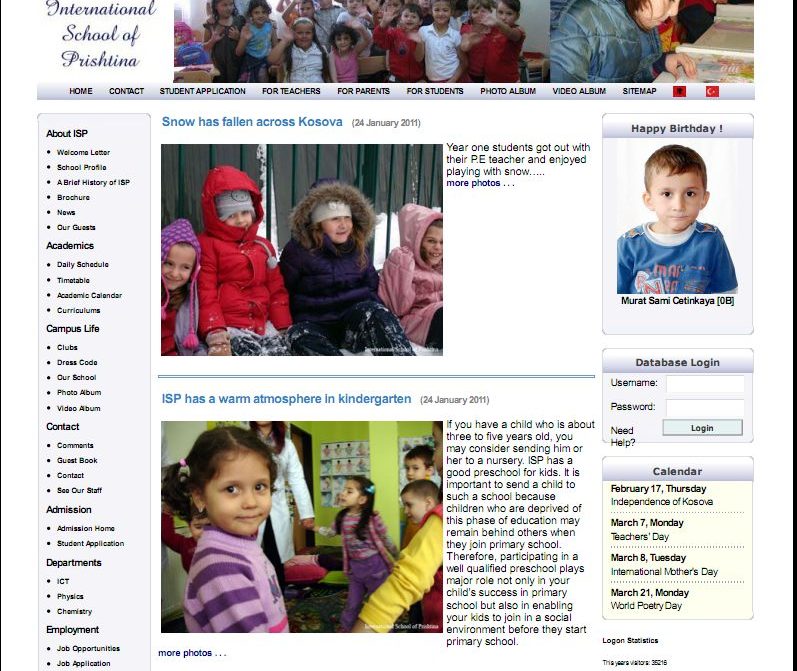 International
School of
Prishtina
HOME CONTACT STUDENT APPLICATION FOR TEACHERS FOR PARENTS FOR STUDENTS PHOTO ALBUM VIDEO ALBUM SITEMAP
About ISP
Welcome Letter
School Profile
A Brief History of ISP
Brochure
News
Our Guests
Academics
Daily Schedule
Timetable
Academic Calendar
Curriculums
Campus Life
Clubs
Dress Code
Our School
Photo Album
Video Album
Contact
Comments
Guest Book
Contact
See Our Staff
Admission
Admission Home
Student Application
Departments
ICT
Physics
Chemistry
Employment
Job Opportunities
Job Application
Snow has fallen across Kosova (24 January 2011)
Year one students got out with
their P.E teacher and enjoyed
playing with snow.....
more photos . . .
International School of Prishtina
ISP has a warm atmosphere in kindergarten (24 January 2011)
If you have a child who is about
three to five years old, you
may consider sending him or
her to a nursery. ISP has a
good preschool for kids. It is
important to send a child to
such a school because
children who are deprived of
this phase of education may
remain behind others when
they join primary school.
Therefore, participating in a
well qualified preschool plays
major role not only in your
child's success in primary
school but also in enabling
your kids to join in a social
environment before they start
primary school.
International School of Prishtina
more photos . . .
Happy Birthday !
Murat Sami Cetinkaya [0B]
Database Login
Username:
Password:
Need
Help?
Login
Calendar
February 17, Thursday
Independence of Kosova
March 7, Monday
Teachers' Day
March 8, Tuesday
International Mother's Day
March 21, Monday
World Poetry Day
Logon Statistics
This years visitors: 35216